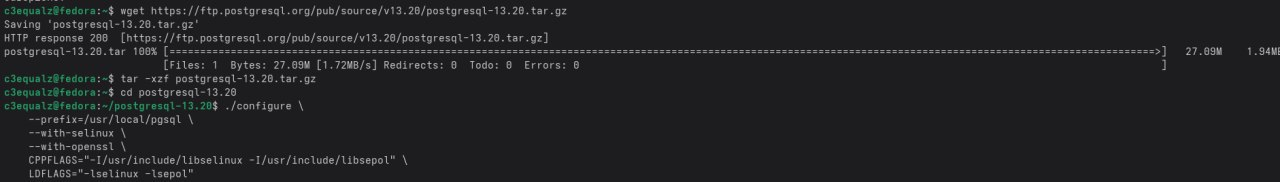 c3equalz@fedora:~$ wget https://ftp.postgresql.org/pub/source/v13.20/postgresql-13.20.tar.gz
Saving 'postgresql-13.20.tar.gz'
HTTP response 200  [https://ftp.postgresql.org/pub/source/v13.20/postgresql-13.20.tar.gz]
postgresql-13.20.tar 100% [=============================================================================================================================================================>]   27.09M    1.94MB
[Files: 1  Bytes: 27.09M [1.72MB/s] Redirects: 0  Todo: 0  Errors: 0 ]
c3equalz@fedora:~$ tar -xzf postgresql-13.20.tar.gz
c3equalz@fedora:~$ cd postgresql-13.20
c3equalz@fedora:~/postgresql-13.20$ ./configure \
    --prefix=/usr/local/pgsql \
    --with-selinux \
    --with-openssl \
    CPPFLAGS="-I/usr/include/libselinux -I/usr/include/libsepol" \
    LDFLAGS="-lselinux -lsepol"